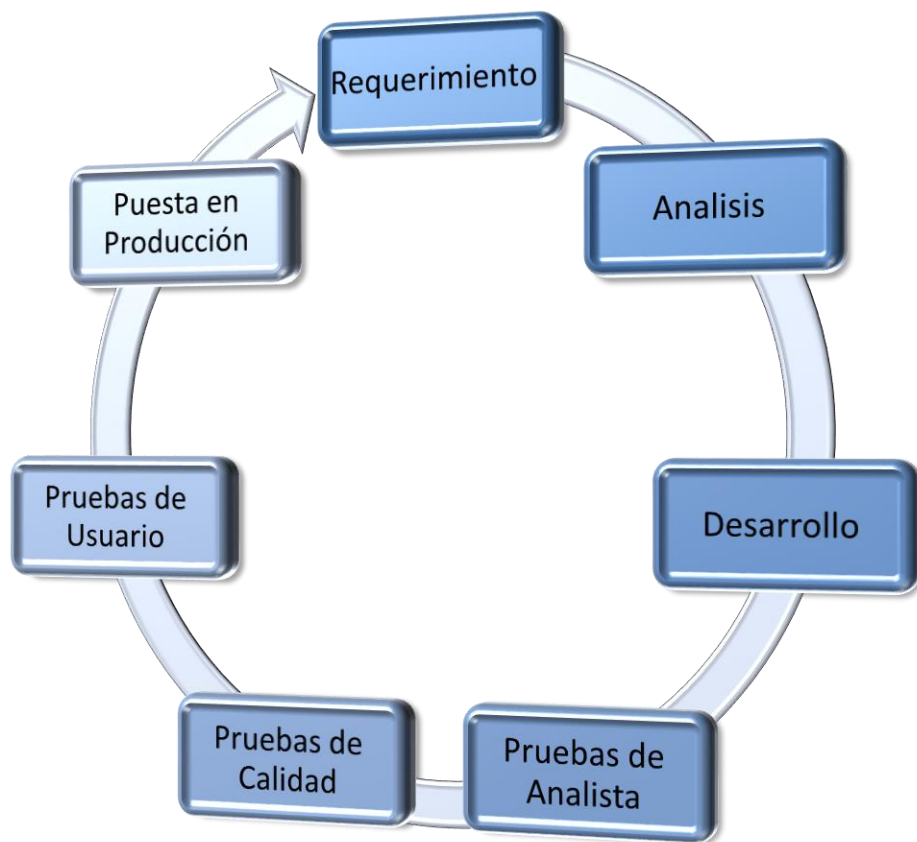 Requerimiento
Analisis
Desarrollo
Pruebas de
Analista
Pruebas de
Calidad
Pruebas de
Usuario
Puesta en
Producción